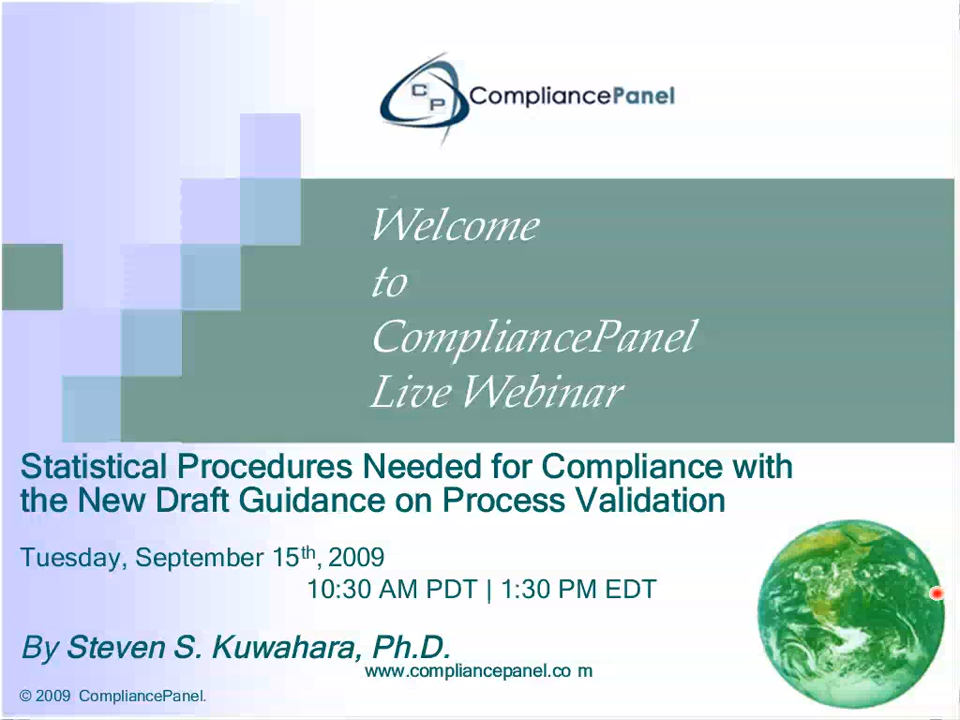 C P CompliancePanel
Welcome
to
CompliancePanel
Live Webinar
Statistical Procedures Needed for Compliance with
the New Draft Guidance on Process Validation
Tuesday, September 15th, 2009
10:30 AM PDT | 1:30 PM EDT
By Steven S. Kuwahara, Ph.D.
www.compliancepanel.co m
© 2009 CompliancePanel.